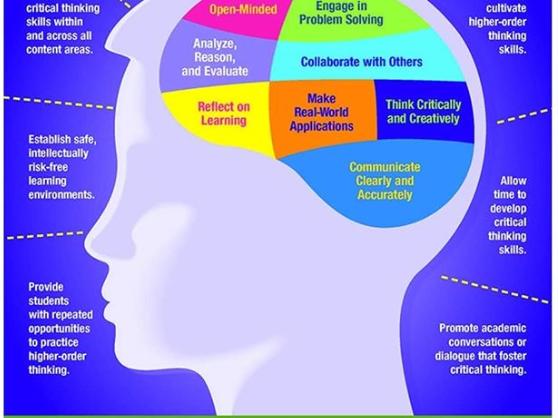 critical thinking
skills within
and across all
content areas.
Establish safe,
intellectually
risk-free
learning
environments.
Provide
students
with repeated
opportunities
to practice
higher-order
thinking.
Open-Minded
Engage in
Problem Solving
Analyze,
Reason,
and Evaluate
Collaborate with Others
Reflect on
Learning
Make
Real-World
Applications
Think Critically
and Creatively
Communicate
Clearly and
Accurately
cultivate
higher-order
thinking
skills.
Allow
time to
develop
critical
thinking
skills.
Promote academic
conversations or
dialogue that foster
critical thinking.